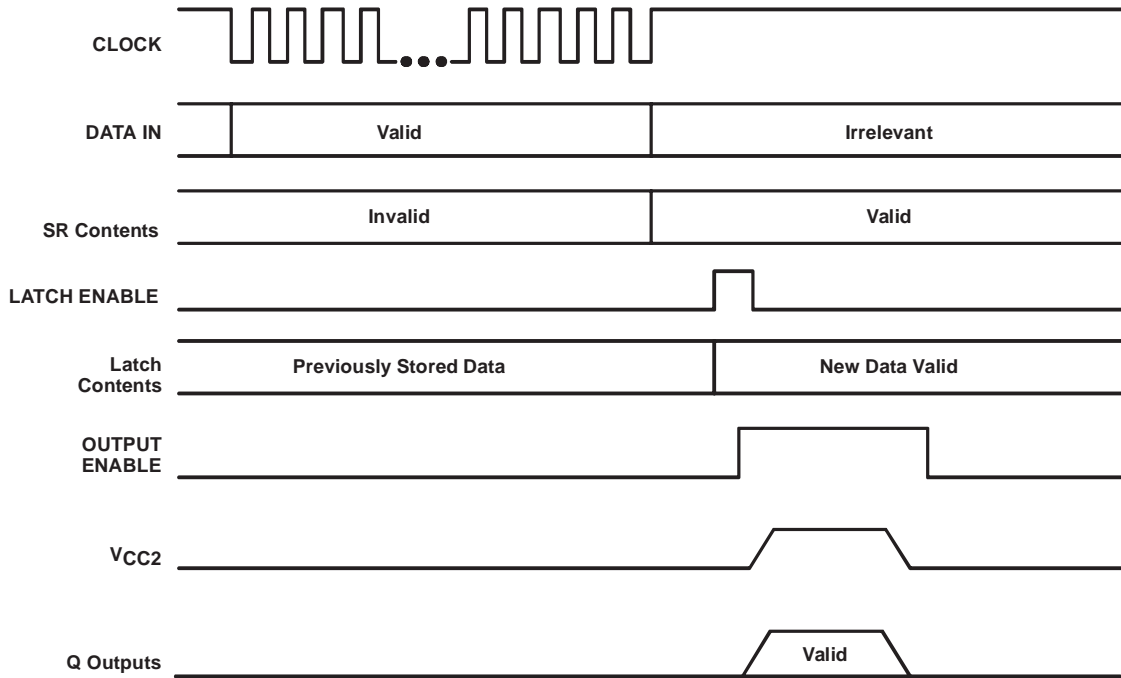 CLOCK
DATA IN
Valid
Irrelevant
SR Contents
Invalid
Valid
LATCH ENABLE
Latch
Contents
Previously Stored Data
New Data Valid
OUTPUT
ENABLE
VCC2
Q Outputs
Valid